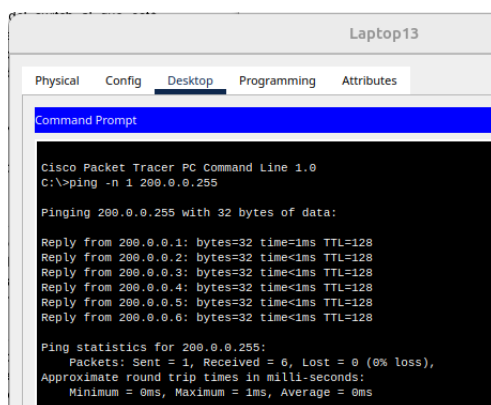 Laptop13
Physical Config Desktop Programming Attributes
Command Prompt
Cisco Packet Tracer PC Command Line 1.0
C:\>ping -n 1 200.0.0.255
Pinging 200.0.0.255 with 32 bytes of data:
Reply from 200.0.0.1: bytes=32 time=1ms TTL=128
Reply from 200.0.0.2: bytes=32 time<1ms TTL=128
Reply from 200.0.0.3: bytes=32 time<1ms TTL=128
Reply from 200.0.0.4: bytes=32 time<1ms TTL=128
Reply from 200.0.0.5: bytes=32 time<1ms TTL=128
Reply from 200.0.0.6: bytes=32 time<1ms TTL=128
Ping statistics for 200.0.0.255:
Packets: Sent = 1, Received = 6, Lost = 0 (0% loss),
Approximate round trip times in milli-seconds:
Minimum = 0ms, Maximum = 1ms, Average = 0ms